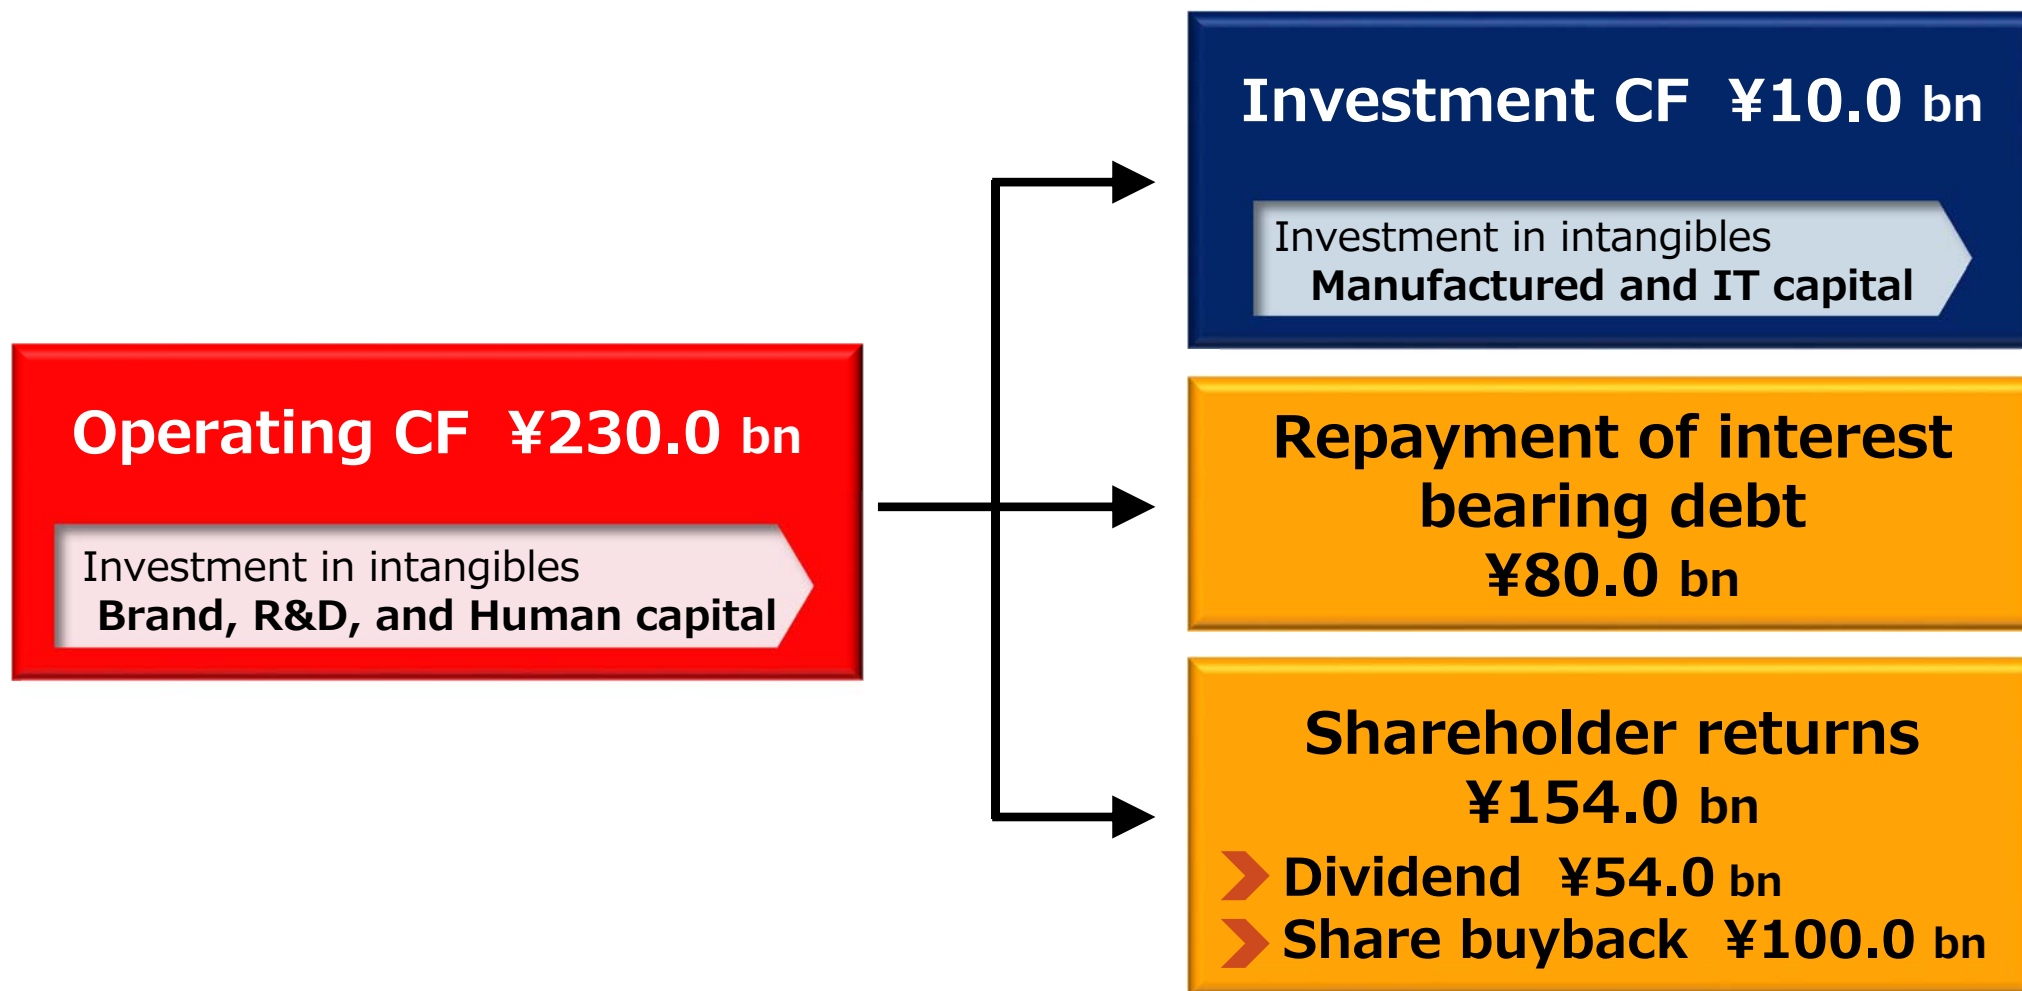 Operating CF ¥230.0 bn
Investment in intangibles
Brand, R&D, and Human capital
Investment CF ¥10.0 bn
Investment in intangibles
Manufactured and IT capital
Repayment of interest
bearing debt
¥80.0 bn
Shareholder returns
¥154.0 bn
Dividend ¥54.0 bn
Share buyback ¥100.0 bn